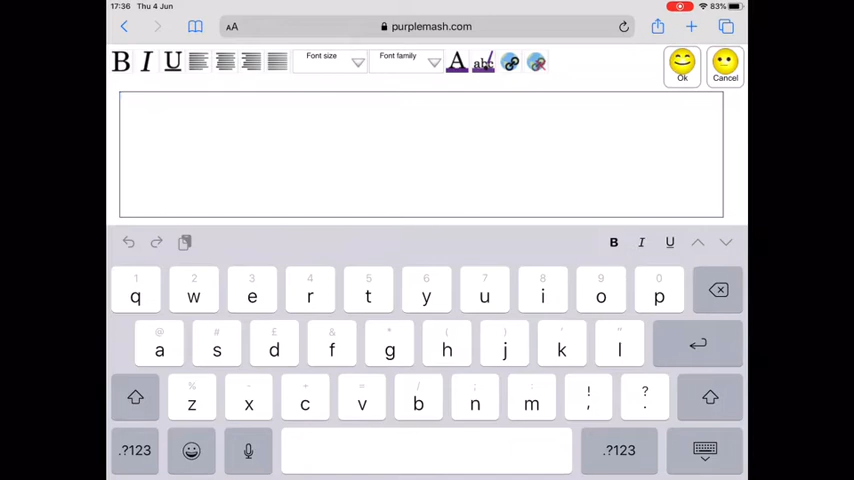 17:36 Thu 4 Jun 83%
AA purplemash.com
B I U Font size Font family A abc
Ok Cancel
B I U
1 2 3 4 5 6 7 8 9 0
q w e r t y u i o p
@ # £ & * ( ) ' "
a s d f g h j k l
% - + = / ; : ! ?
z x c v b n m , .
.?123 .?123